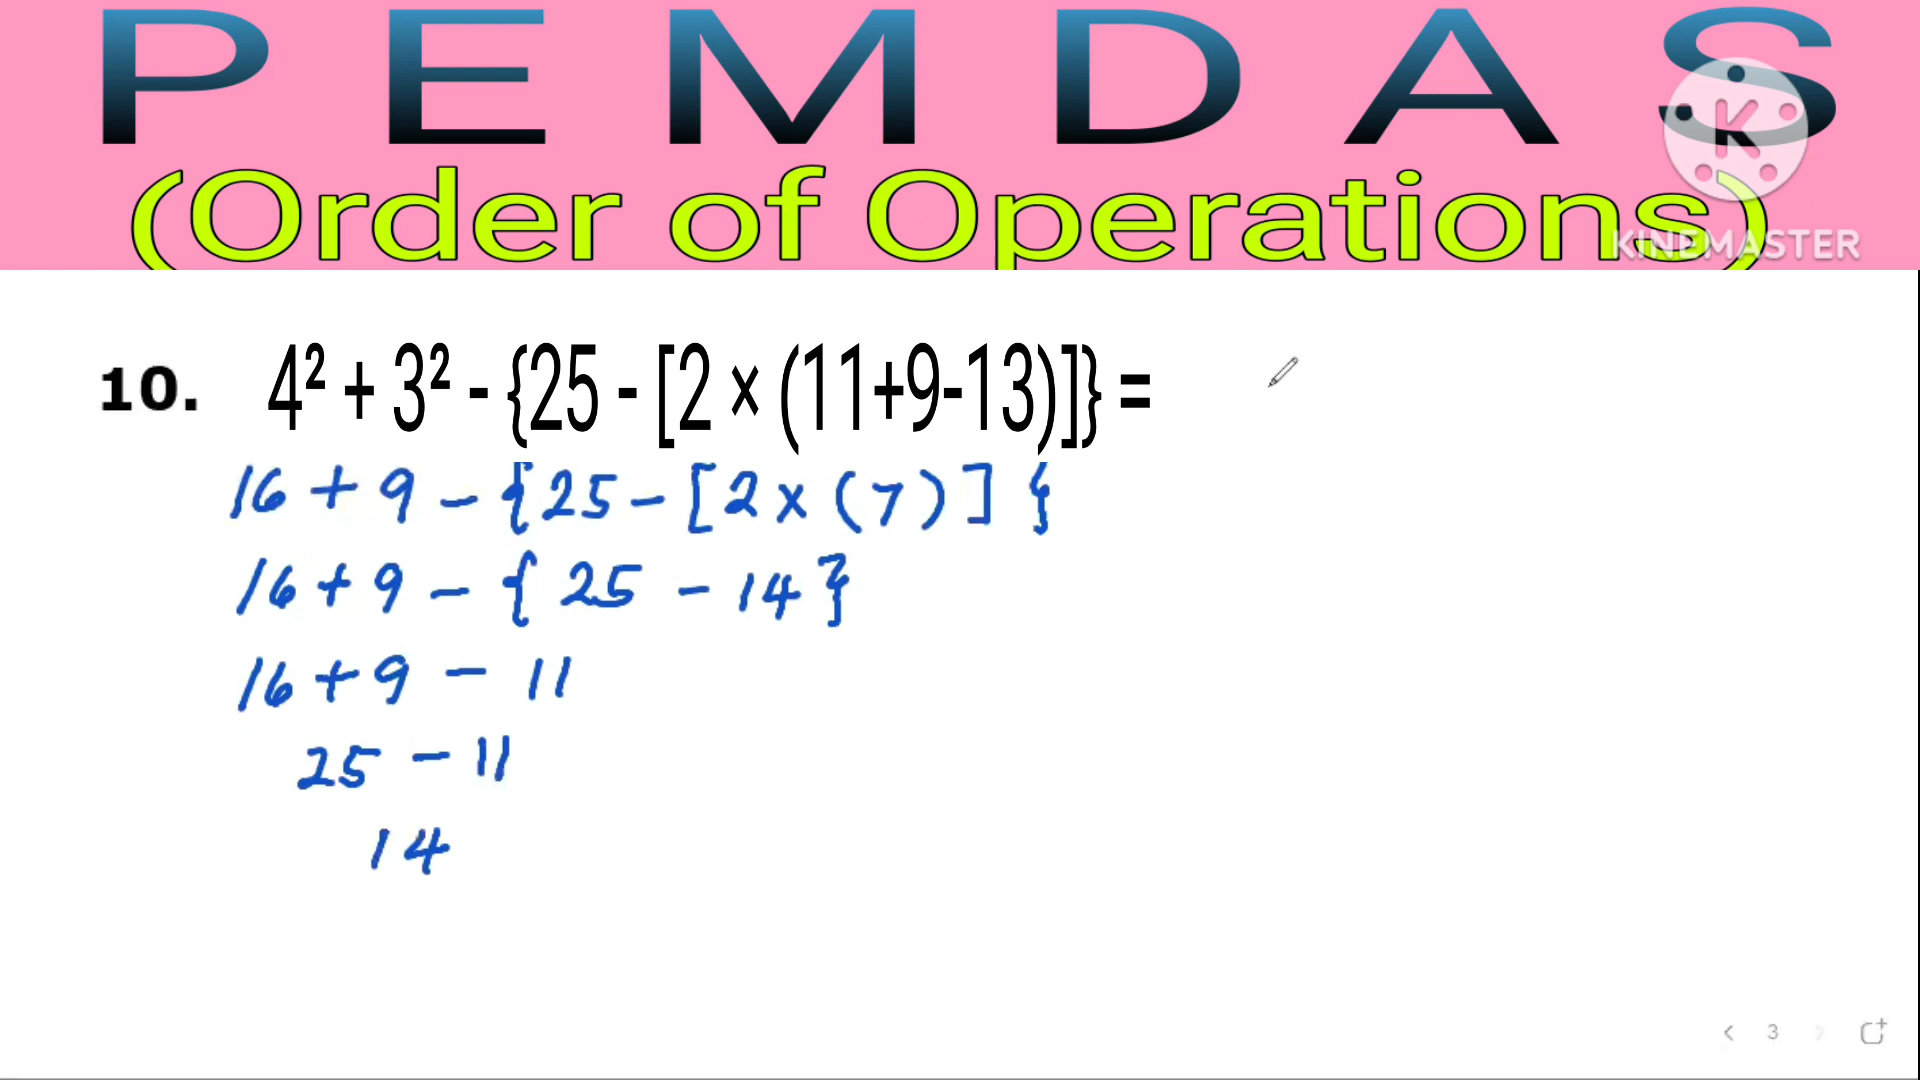 P E M D A S
(Order of Operations)
KINEMASTER
10. 4² + 3² - {25 - [2 × (11+9-13)]} =
16 + 9 - {25 - [2 x (7)]}
16 + 9 - {25 - 14}
16 + 9 - 11
25 - 11
14
< 3